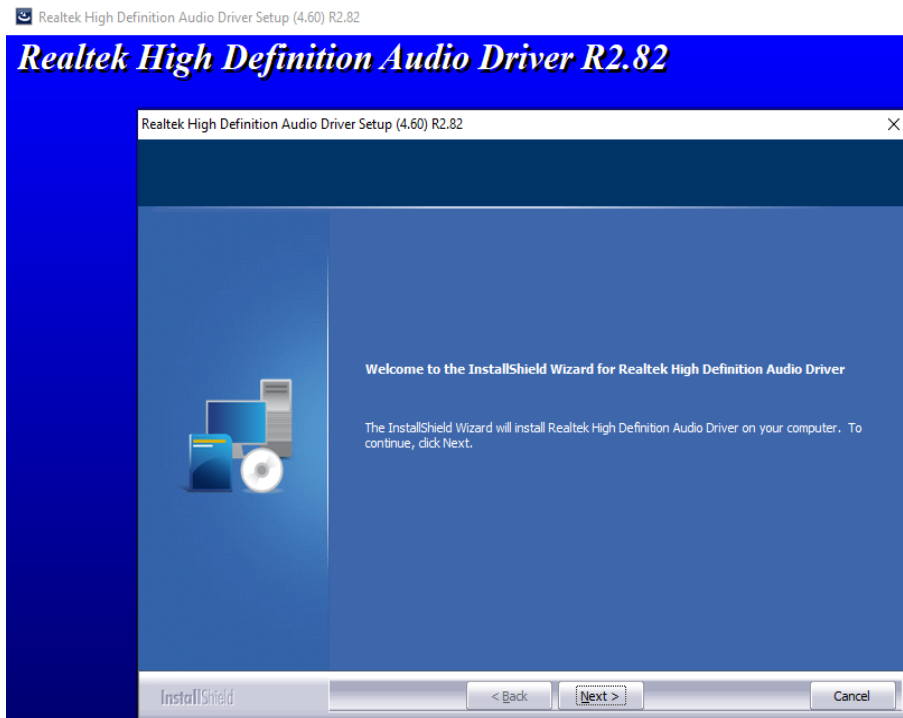 Realtek High Definition Audio Driver Setup (4.60) R2.82
Realtek High Definition Audio Driver R2.82
Realtek High Definition Audio Driver Setup (4.60) R2.82
Welcome to the InstallShield Wizard for Realtek High Definition Audio Driver
The InstallShield Wizard will install Realtek High Definition Audio Driver on your computer. To
continue, click Next.
InstallShield
< Back
Next >
Cancel